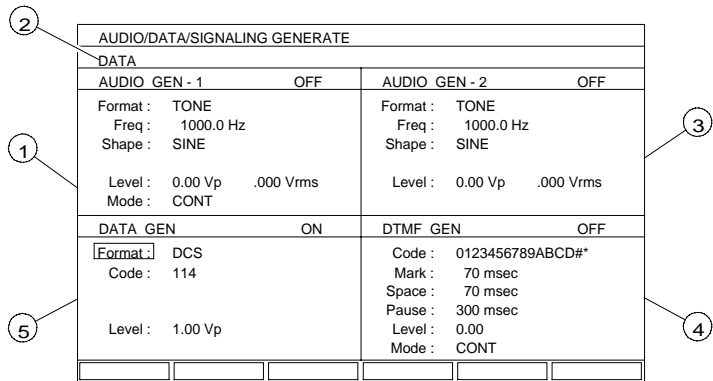 2
AUDIO/DATA/SIGNALING GENERATE
DATA
AUDIO GEN - 1 OFF
Format : TONE
Freq : 1000.0 Hz
Shape : SINE
Level : 0.00 Vp .000 Vrms
Mode : CONT
1
AUDIO GEN - 2 OFF
Format : TONE
Freq : 1000.0 Hz
Shape : SINE
Level : 0.00 Vp .000 Vrms
3
DATA GEN ON
Format : DCS
Code : 114
Level : 1.00 Vp
5
DTMF GEN OFF
Code : 0123456789ABCD#*
Mark : 70 msec
Space : 70 msec
Pause : 300 msec
Level : 0.00
Mode : CONT
4